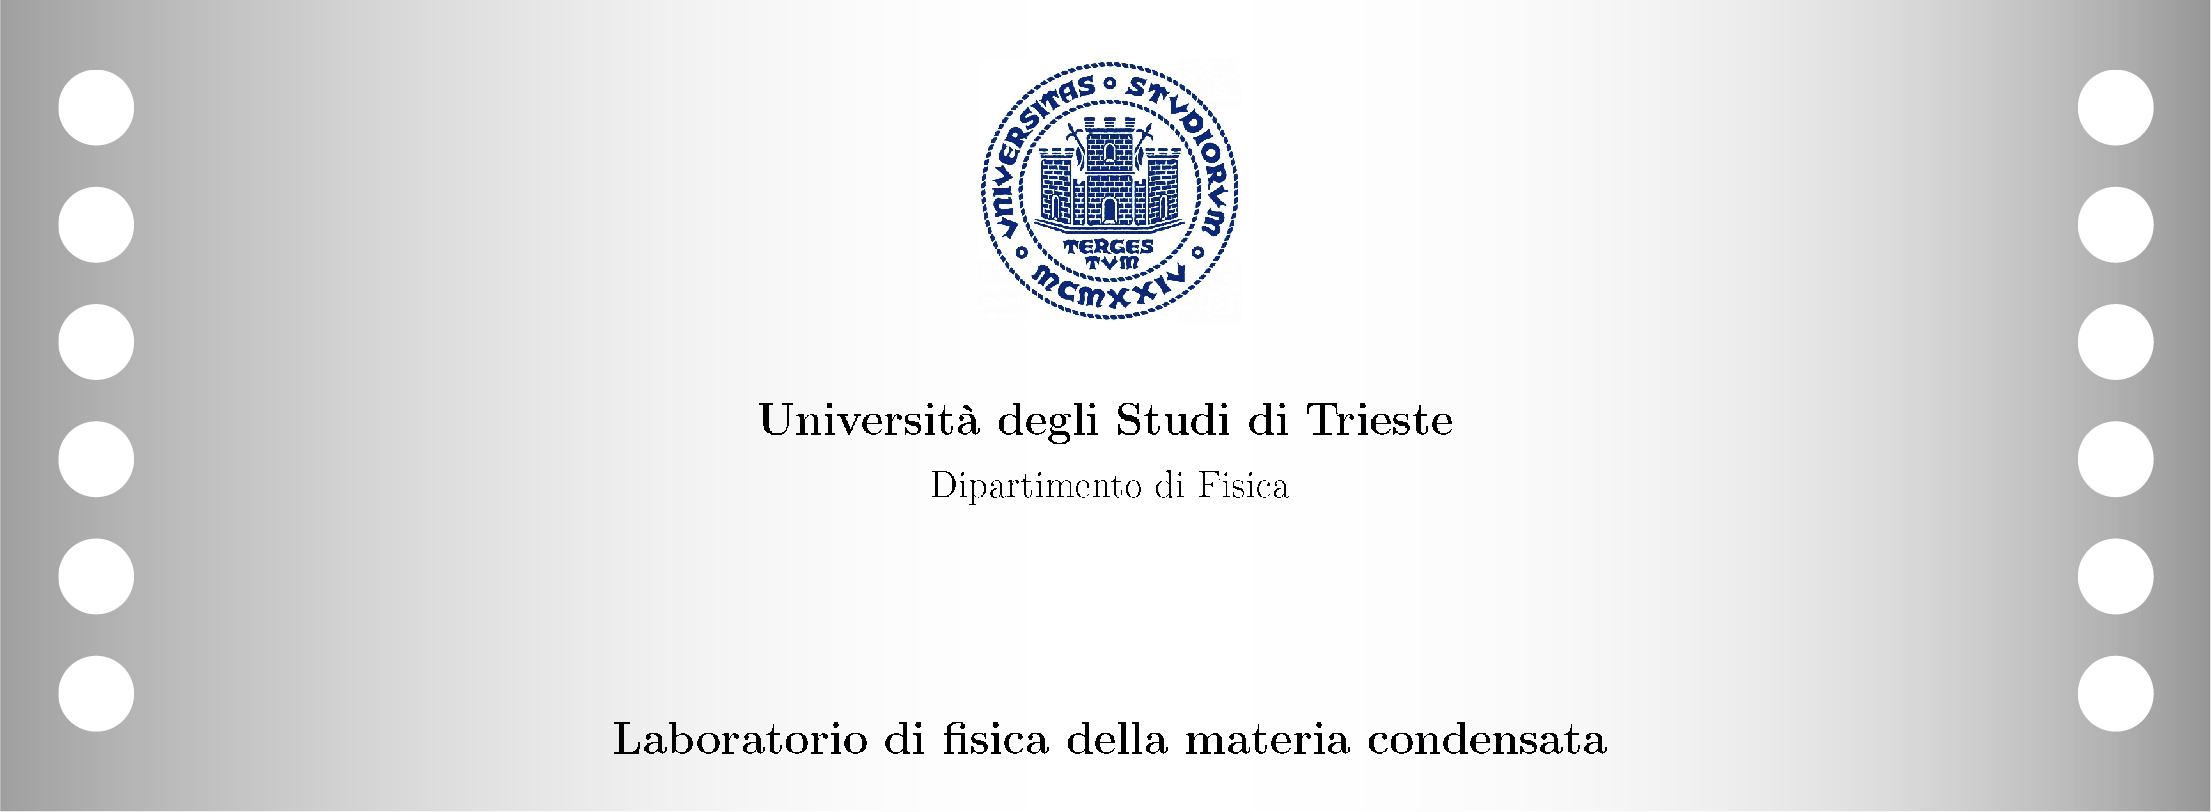 VNIVERSITAS ∘ STVDIORVM ∘ MCMXXIV ∘
TERGES
TVM
Università degli Studi di Trieste
Dipartimento di Fisica
Laboratorio di fisica della materia condensata